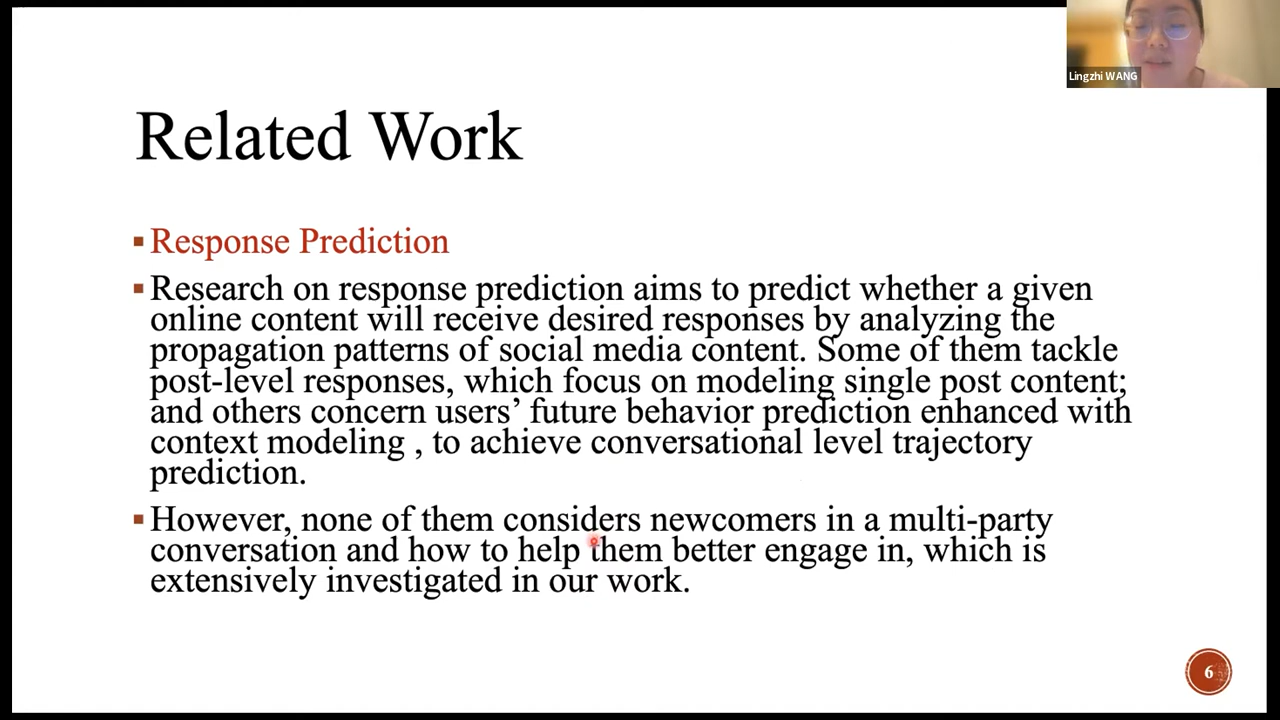 Lingzhi WANG
Related Work
Response Prediction
Research on response prediction aims to predict whether a given
online content will receive desired responses by analyzing the
propagation patterns of social media content. Some of them tackle
post-level responses, which focus on modeling single post content;
and others concern users’ future behavior prediction enhanced with
context modeling , to achieve conversational level trajectory
prediction.
However, none of them considers newcomers in a multi-party
conversation and how to help them better engage in, which is
extensively investigated in our work.
6